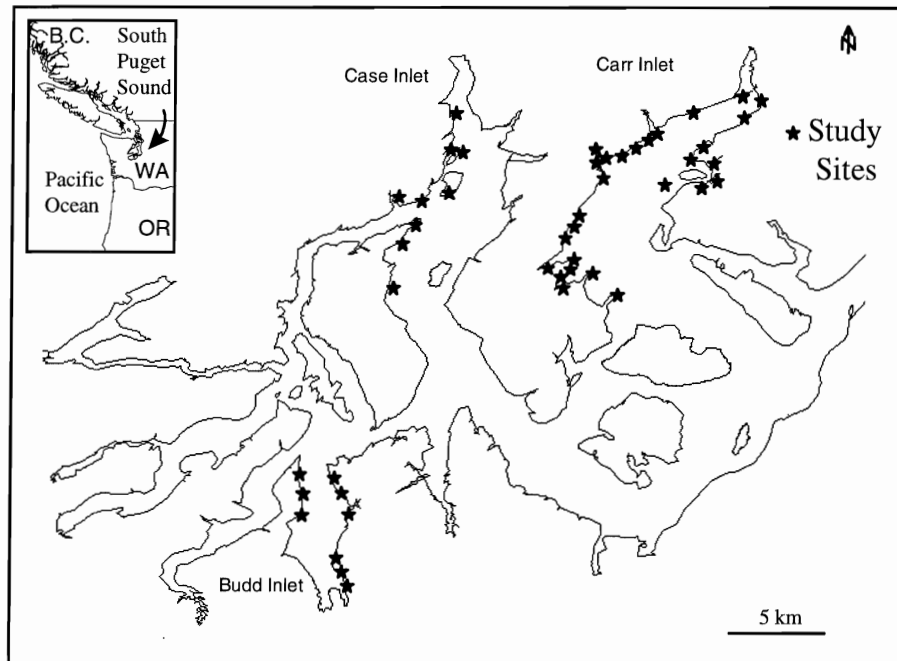 B.C.
South
Puget
Sound
WA
Pacific
Ocean
OR
Case Inlet
Carr Inlet
N
Study
Sites
Budd Inlet
5 km